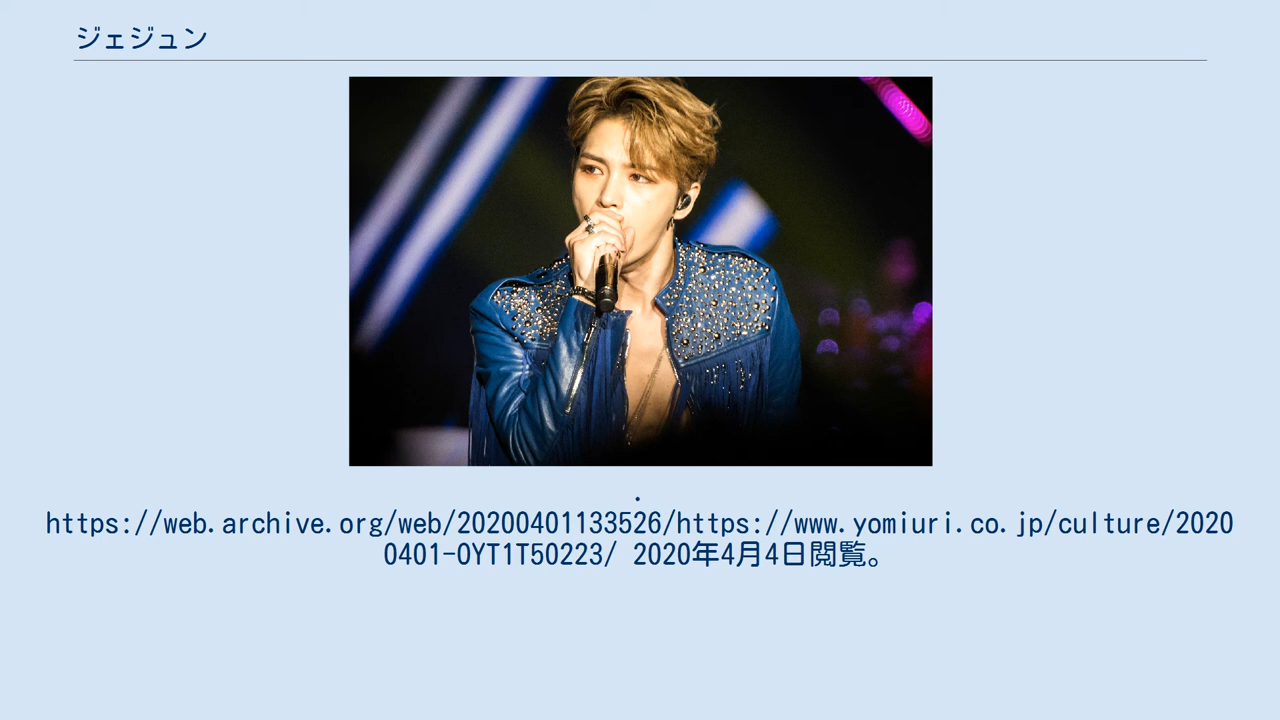 ジェジュン
.
https://web.archive.org/web/20200401133526/https://www.yomiuri.co.jp/culture/2020
0401-OYT1T50223/ 2020年4月4日閲覧。